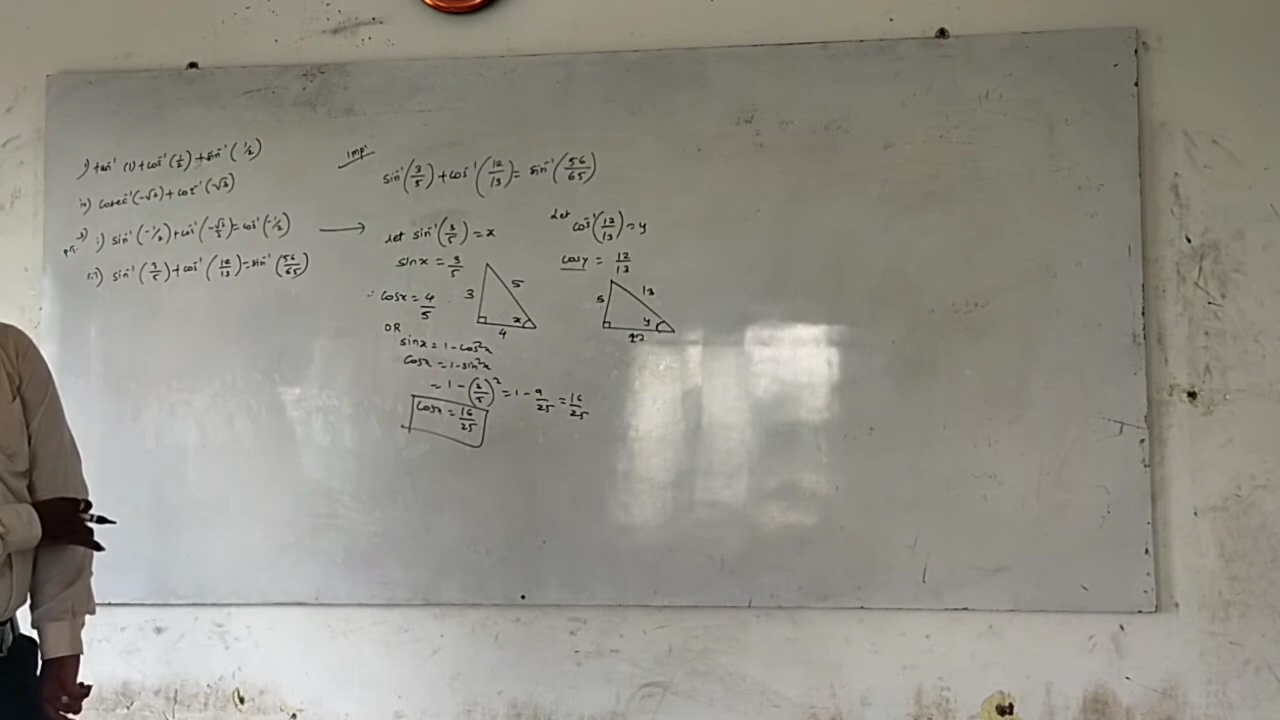 i) tan⁻¹(1)+cos⁻¹(½)+sin⁻¹(½)
iv) cosec⁻¹(-√2)+cot⁻¹(-√3)
i) sin⁻¹(-½)+cos⁻¹(-√3/2)=cos⁻¹(-½)
ii) sin⁻¹(3/5)+cos⁻¹(12/13)=sin⁻¹(56/65)
Imp:
sin⁻¹(3/5)+cos⁻¹(12/13)=sin⁻¹(56/65)
let sin⁻¹(3/5)=x
sinx=3/5
∴ cosx=4/5
3 5 4 x
OR
sinx=1-cos²x
cosx=1-sin²x
=1-(3/5)²=1-9/25=16/25
cosx=16/25
Let
cos⁻¹(12/13)=y
cosy=12/13
5 13 12 y